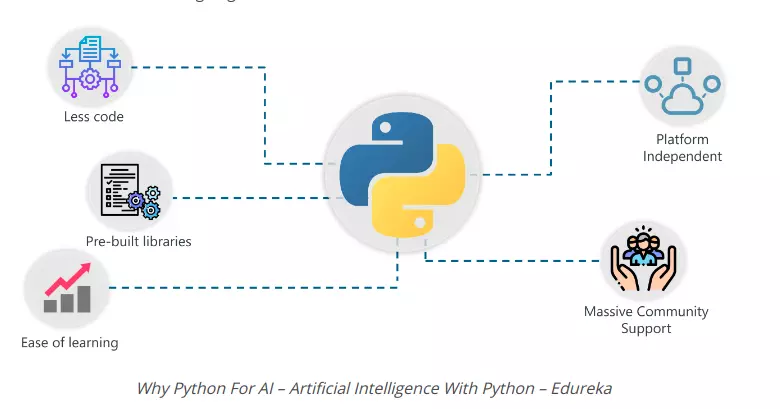 Less code
Platform
Independent
Pre-built libraries
Massive Community
Support
Ease of learning
Why Python For AI – Artificial Intelligence With Python – Edureka